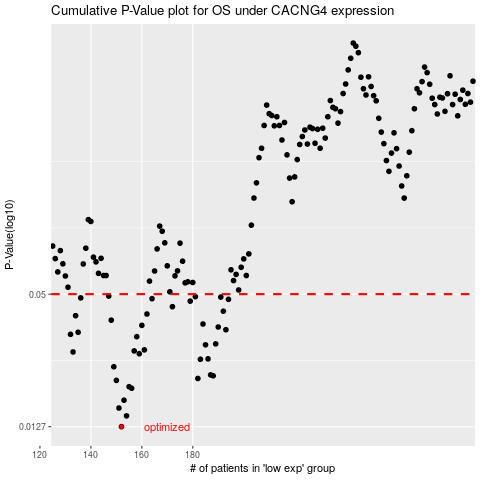 Cumulative P-Value plot for OS under CACNG4 expression
P-Value(log10)
0.05
0.0127
optimized
120 140 160 180
# of patients in 'low exp' group